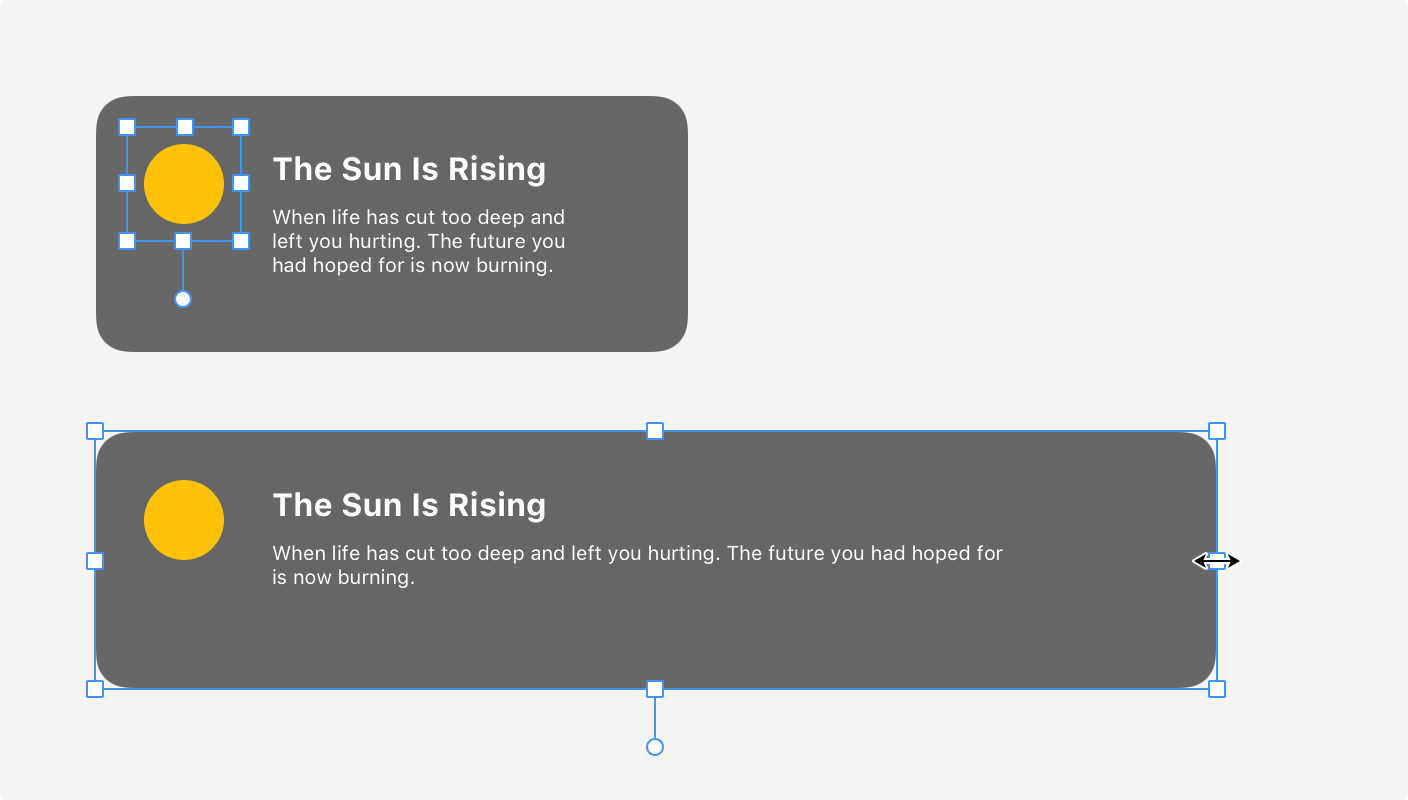 The Sun Is Rising
When life has cut too deep and
left you hurting. The future you
had hoped for is now burning.
The Sun Is Rising
When life has cut too deep and left you hurting. The future you had hoped for
is now burning.